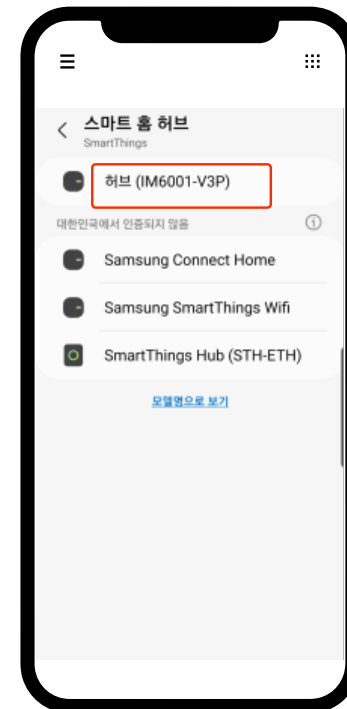 스마트 홈 허브
SmartThings
허브 (IM6001-V3P)
대한민국에서 인증되지 않음
Samsung Connect Home
Samsung SmartThings Wifi
SmartThings Hub (STH-ETH)
모델명으로 보기